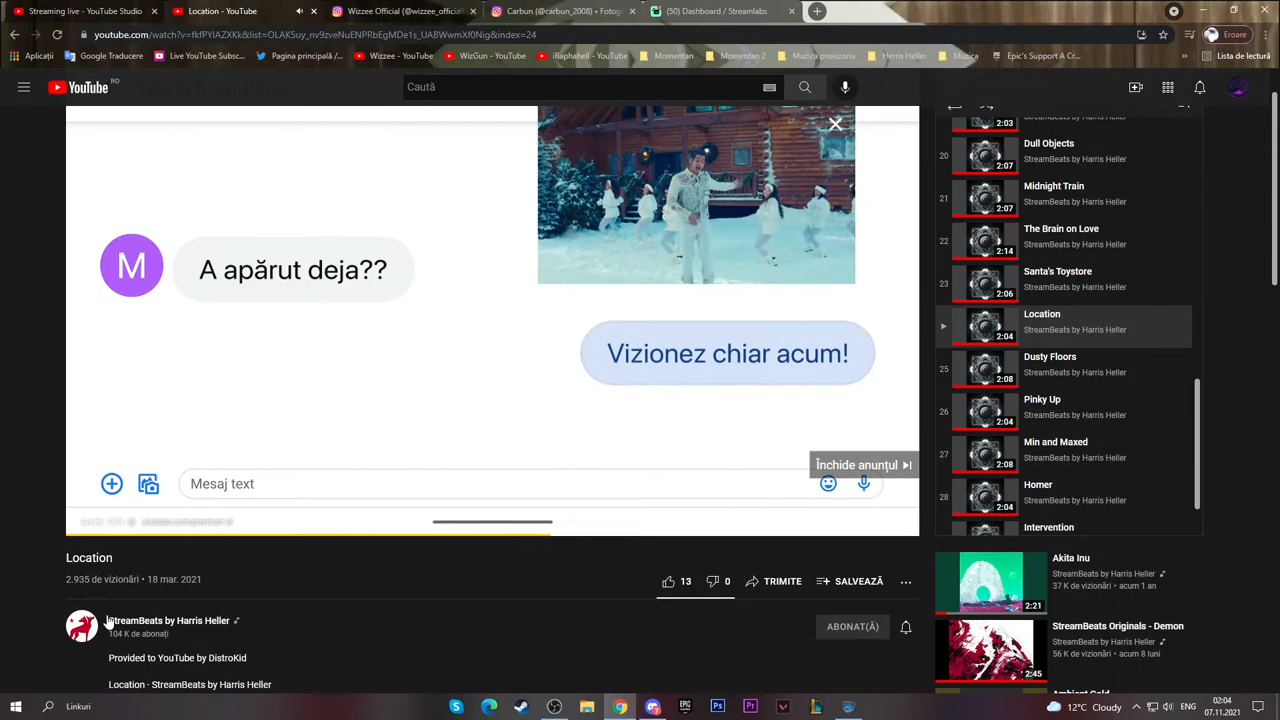 Streaming live - YouTube Studio
Location - YouTube
Wizzee Official (@wizzee_official)
Carbun (@carbun_2008) • Fotog
(50) Dashboard / Streamlabs
youtube.com/watch?v=fkfPYlAZXKk&list=OLAK5uy_nv9zveNuENPRbEgMDe1s_UABWwmXf0Nig&index=24
Eroare
Aplicații
Google Traducere
Live YouTubeSubsc...
Pagina principală /...
Wizzee - YouTube
WizGun - YouTube
iRaphahell - YouTube
Momentan
Momentan 2
Muzica provizoriu
Herris Heller
Muzica
Epic's Support A Cr...
»
Lista de lectură
YouTube RO
Caută
A apărut deja??
Vizionez chiar acum!
Închide anunțul
Mesaj text
Location
2.935 de vizionări • 18 mar. 2021
13
0
TRIMITE
SALVEAZĂ
StreamBeats by Harris Heller
104 K de abonați
ABONAT(Ă)
Provided to YouTube by DistroKid
Location · StreamBeats by Harris Heller
StreamBeats by Harris Heller
2:03
20
Dull Objects
StreamBeats by Harris Heller
2:07
21
Midnight Train
StreamBeats by Harris Heller
2:07
22
The Brain on Love
StreamBeats by Harris Heller
2:14
23
Santa's Toystore
StreamBeats by Harris Heller
2:06
Location
StreamBeats by Harris Heller
2:04
25
Dusty Floors
StreamBeats by Harris Heller
2:08
26
Pinky Up
StreamBeats by Harris Heller
2:04
27
Min and Maxed
StreamBeats by Harris Heller
2:08
28
Homer
StreamBeats by Harris Heller
2:04
Intervention
Akita Inu
StreamBeats by Harris Heller
37 K de vizionări • acum 1 an
2:21
StreamBeats Originals - Demon
StreamBeats by Harris Heller
56 K de vizionări • acum 8 luni
2:45
Ambient Gold
Linkuri
12°C Cloudy
ENG
02:04
07.11.2021